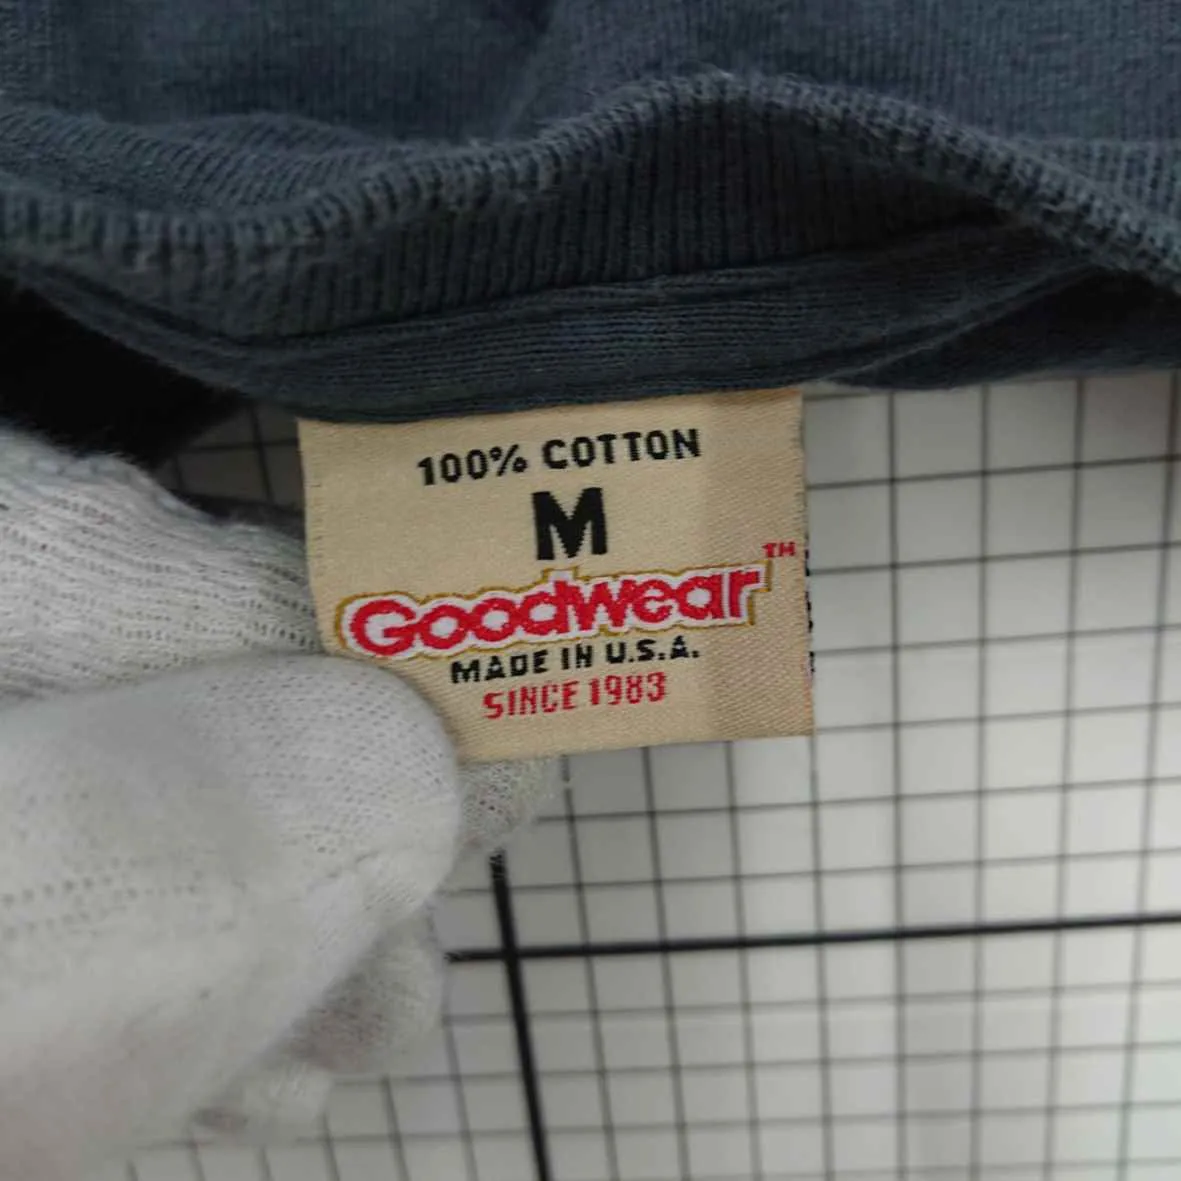 100% COTTON
M
Goodwear™
MADE IN U.S.A.
SINCE 1983